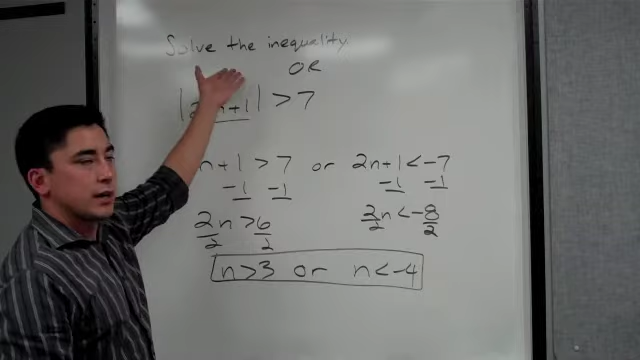 Solve the inequality.
OR
|2n+1| > 7
n+1 > 7 or 2n+1 < -7
-1 -1 -1 -1
2n > 6 2n < -8
2 2 2 2
n > 3 or n < -4